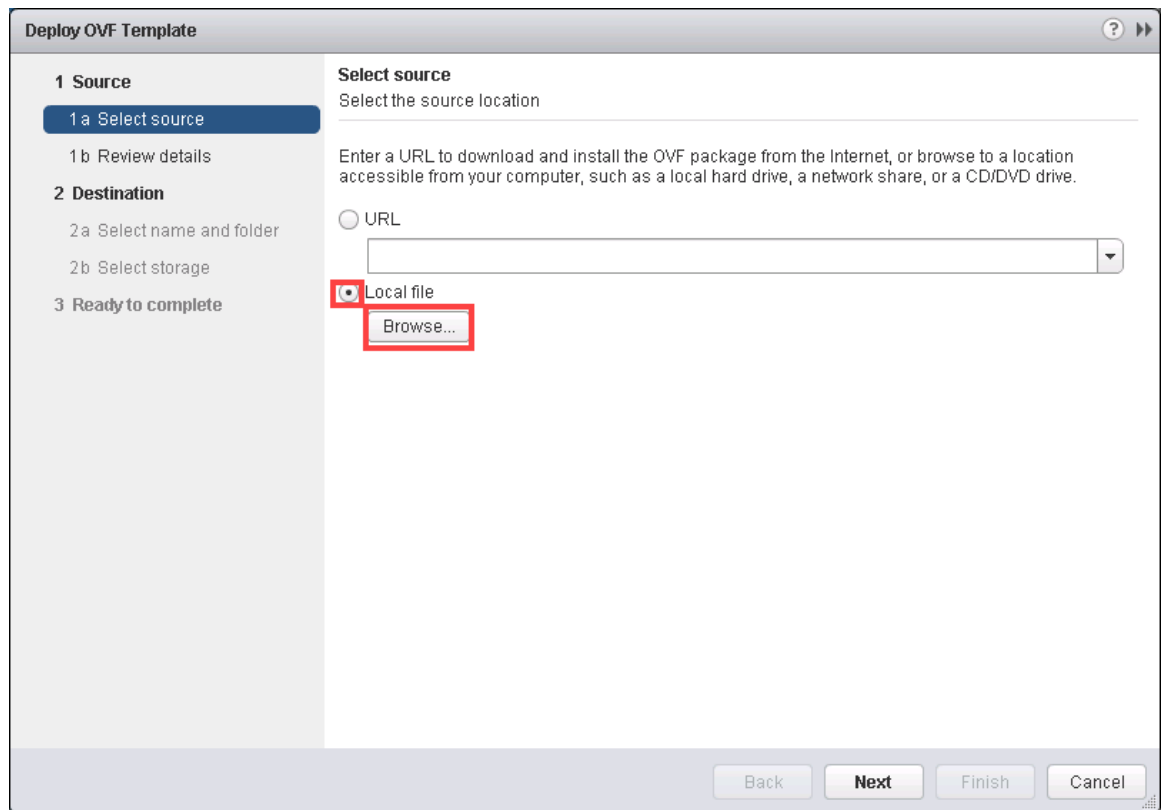 Deploy OVF Template
?
1 Source
1a Select source
1b Review details
2 Destination
2a Select name and folder
2b Select storage
3 Ready to complete
Select source
Select the source location
Enter a URL to download and install the OVF package from the Internet, or browse to a location
accessible from your computer, such as a local hard drive, a network share, or a CD/DVD drive.
URL
Local file
Browse...
Back
Next
Finish
Cancel